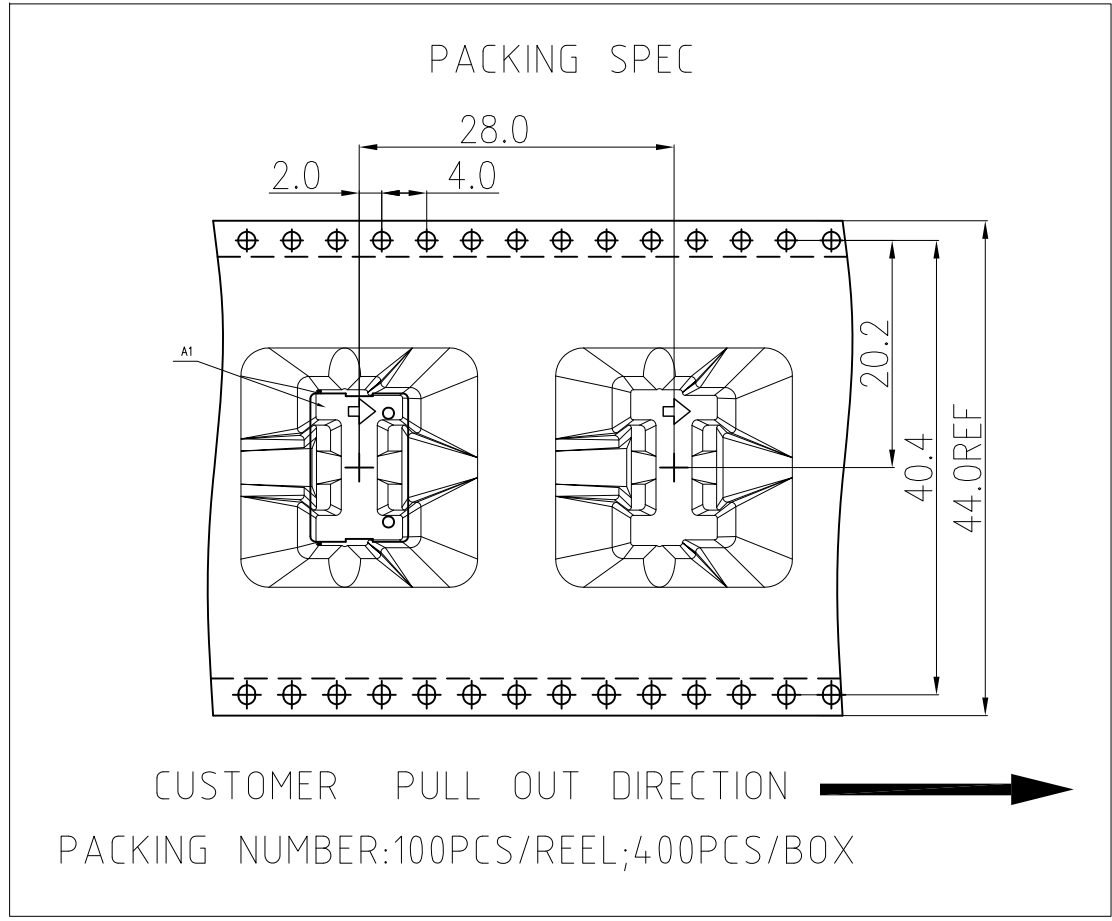 PACKING SPEC
28.0
2.0
4.0
A1
20.2
40.4
44.0REF
CUSTOMER PULL OUT DIRECTION
PACKING NUMBER:100PCS/REEL;400PCS/BOX